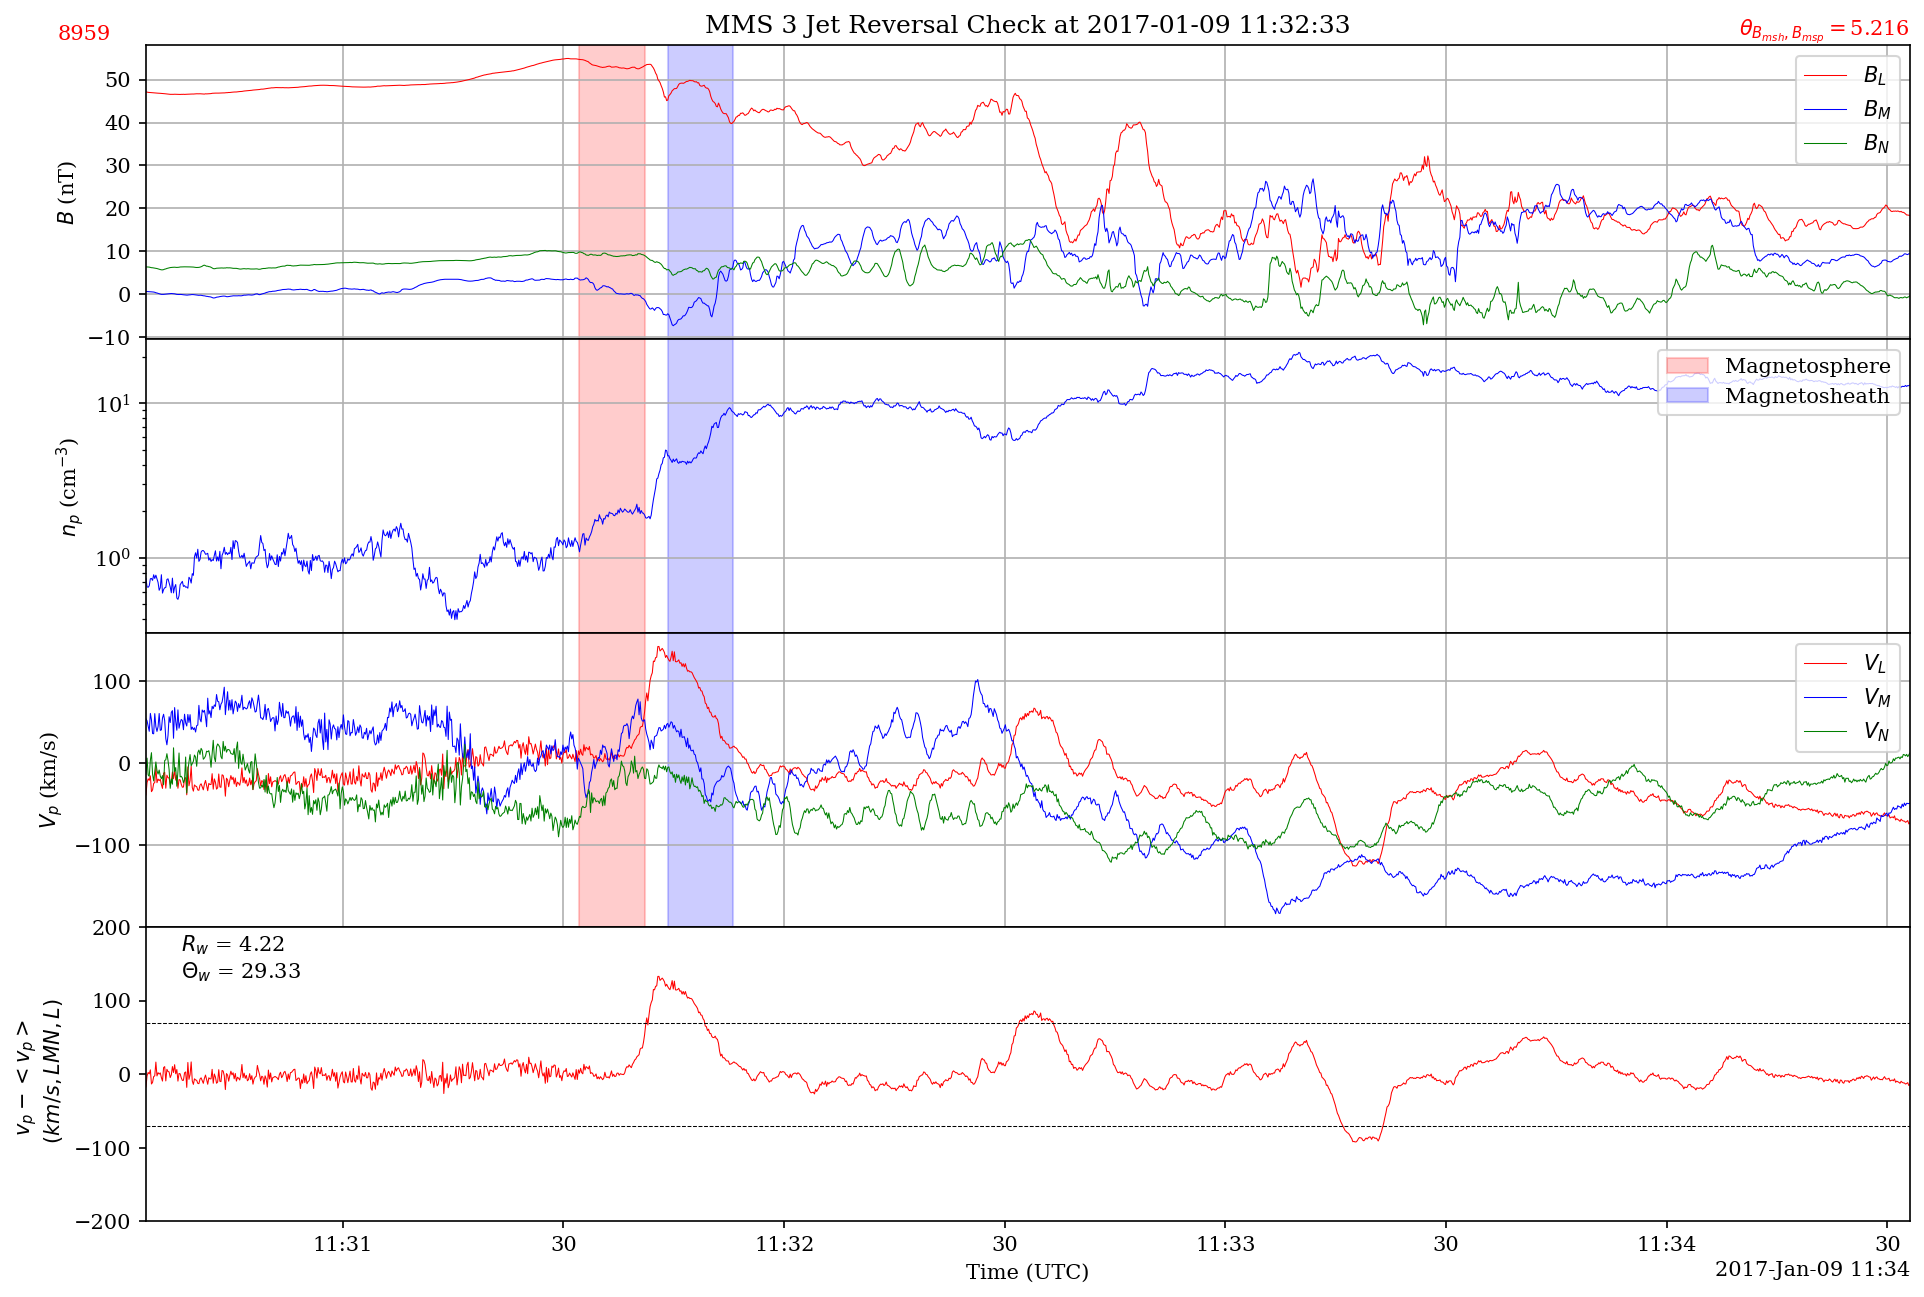 MMS 3 Jet Reversal Check at 2017-01-09 11:32:33
8959
θ_{B_{msh}, B_{msp}} = 5.216
50
40
30
20
10
0
−10
B (nT)
B_L
B_M
B_N
10^1
10^0
n_p (cm^{−3})
Magnetosphere
Magnetosheath
100
0
−100
V_p (km/s)
V_L
V_M
V_N
200
100
0
−100
−200
v_p − < v_p >
(km/s, LMN, L)
R_w = 4.22
Θ_w = 29.33
11:31 30 11:32 30 11:33 30 11:34 30
Time (UTC)
2017-Jan-09 11:34